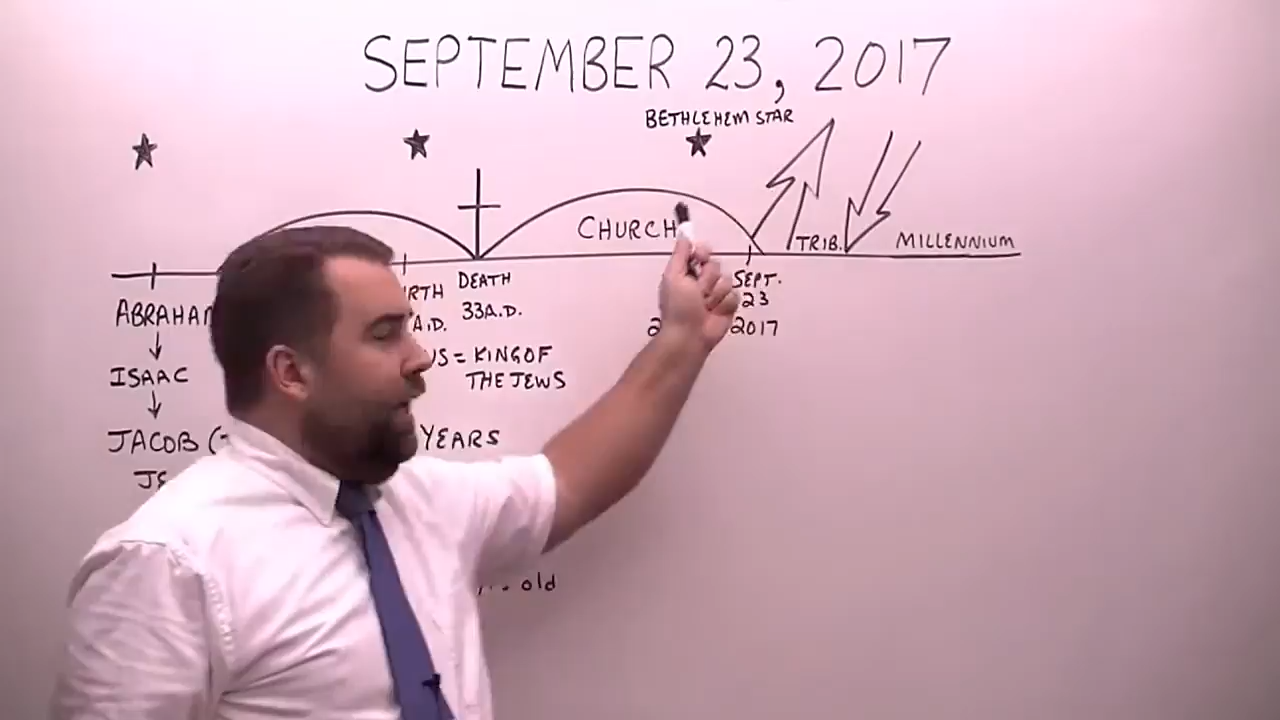 SEPTEMBER 23, 2017
BETHLEHEM STAR
CHURCH
TRIB.
MILLENNIUM
DEATH
SEPT.
33A.D.
23
A.D.
2017
ISAAC
= KING OF
THE JEWS
JACOB (
YEARS
old